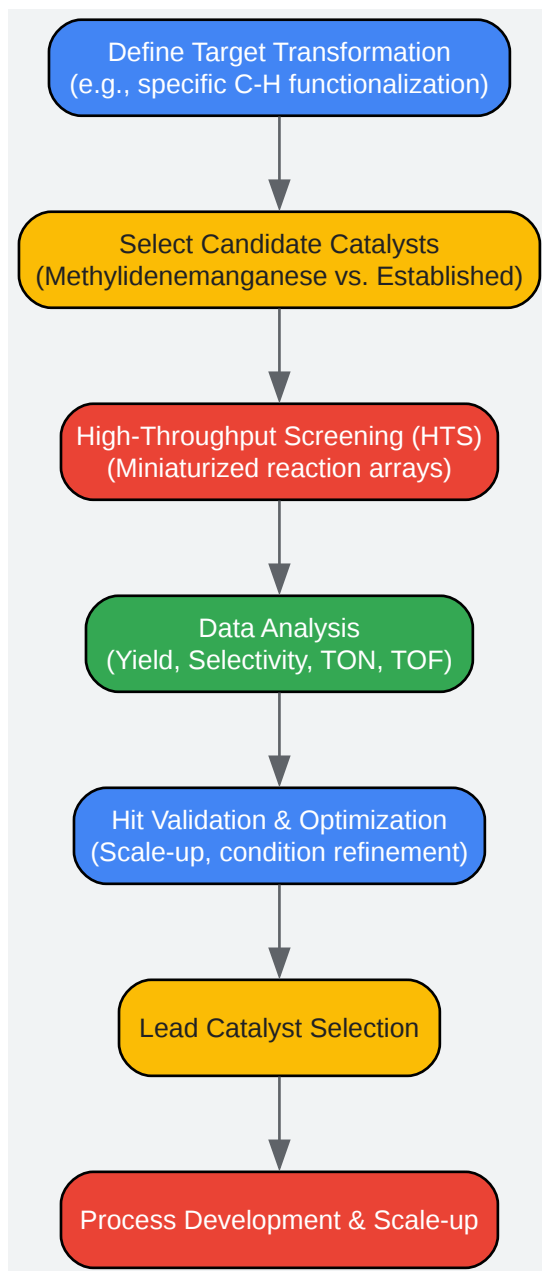 Define Target Transformation
(e.g., specific C-H functionalization)
Select Candidate Catalysts
(Methylidenemanganese vs. Established)
High-Throughput Screening (HTS)
(Miniaturized reaction arrays)
Data Analysis
(Yield, Selectivity, TON, TOF)
Hit Validation & Optimization
(Scale-up, condition refinement)
Lead Catalyst Selection
Process Development & Scale-up